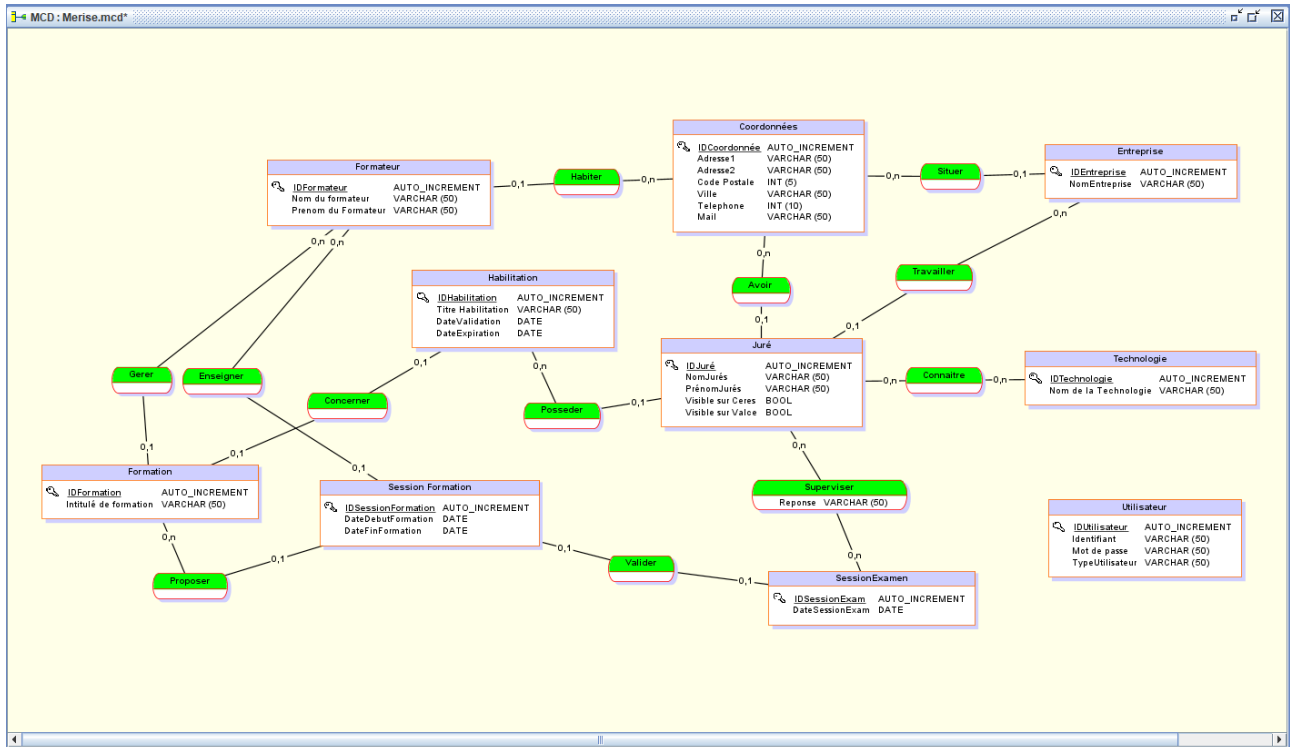 MCD : Merise.mcd*
Coordonnées
IDCoordonnée AUTO_INCREMENT
Adresse1 VARCHAR (50)
Adresse2 VARCHAR (50)
Code Postale INT (5)
Ville VARCHAR (50)
Telephone INT (10)
Mail VARCHAR (50)
Entreprise
IDEntreprise AUTO_INCREMENT
NomEntreprise VARCHAR (50)
Formateur
IDFormateur AUTO_INCREMENT
Nom du formateur VARCHAR (50)
Prenom du Formateur VARCHAR (50)
0,1
Habiter
0,n
0,n
Situer
0,1
0,n
0,n
0,n
0,n
Habilitation
IDHabilitation AUTO_INCREMENT
Titre Habilitation VARCHAR (50)
DateValidation DATE
DateExpiration DATE
Travailler
Avoir
0,1
0,1
Juré
IDJuré AUTO_INCREMENT
NomJurés VARCHAR (50)
PrénomJurés VARCHAR (50)
Visible sur Ceres BOOL
Visible sur Valce BOOL
Technologie
IDTechnologie AUTO_INCREMENT
Nom de la Technologie VARCHAR (50)
0,n
Connaitre
0,n
0,1
0,n
Gerer
Enseigner
Concerner
Posseder
0,1
0,1
0,1
0,1
0,n
Formation
IDFormation AUTO_INCREMENT
Intitulé de formation VARCHAR (50)
Session Formation
IDSessionFormation AUTO_INCREMENT
DateDebutFormation DATE
DateFinFormation DATE
Superviser
Reponse VARCHAR (50)
Utilisateur
IDUtilisateur AUTO_INCREMENT
Identifiant VARCHAR (50)
Mot de passe VARCHAR (50)
TypeUtilisateur VARCHAR (50)
0,n
0,1
0,1
0,n
Proposer
Valider
0,1
SessionExamen
IDSessionExam AUTO_INCREMENT
DateSessionExam DATE